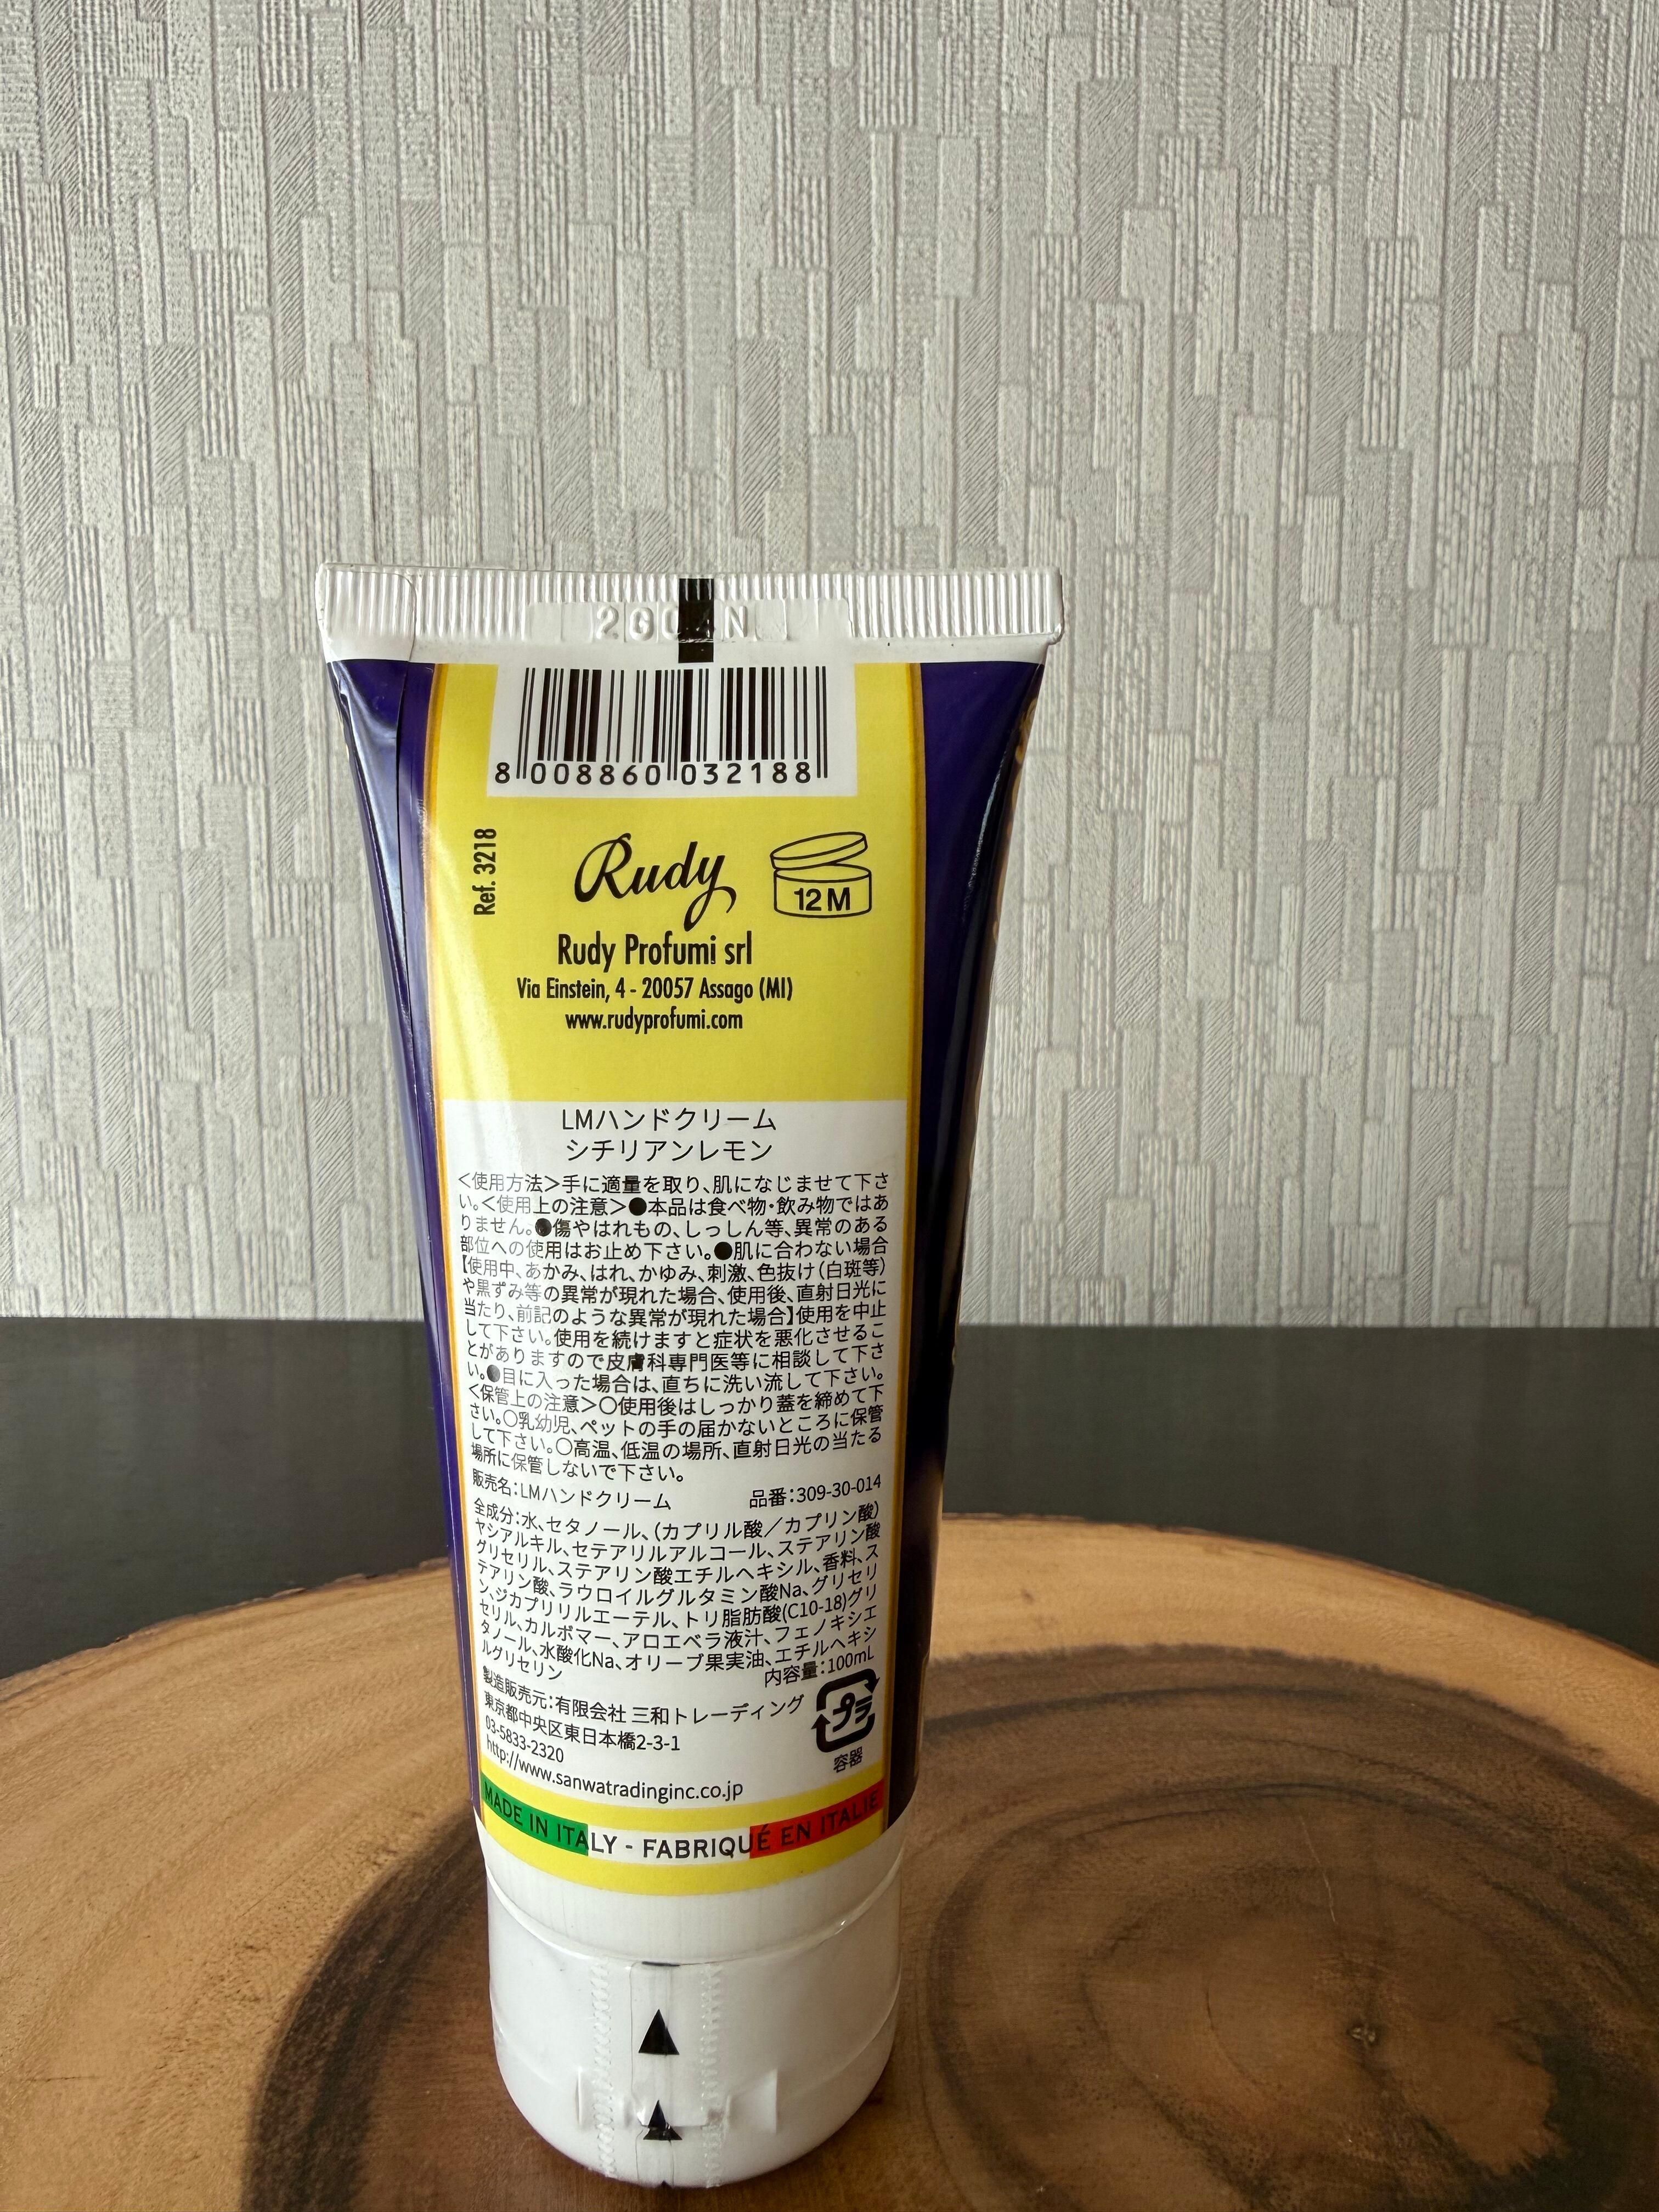 8 008860 032188
Ref. 3218
Rudy
12 M
Rudy Profumi srl
Via Einstein, 4 - 20057 Assago (MI)
www.rudyprofumi.com
LMハンドクリーム
シチリアンレモン
＜使用方法＞手に適量を取り、肌になじませて下さ
い。＜使用上の注意＞●本品は食べ物・飲み物ではあ
りません。●傷やはれもの、しっしん等、異常のある
部位への使用はお止め下さい。●肌に合わない場合
【使用中、あかみ、はれ、かゆみ、刺激、色抜け（白斑等）
や黒ずみ等の異常が現れた場合、使用後、直射日光に
当たり、前記のような異常が現れた場合】使用を中止
して下さい。使用を続けますと症状を悪化させるこ
とがありますので皮膚科専門医等に相談して下さ
い。●目に入った場合は、直ちに洗い流して下さい。
＜保管上の注意＞〇使用後はしっかり蓋を締めて下
さい。〇乳幼児、ペットの手の届かないところに保管
して下さい。〇高温、低温の場所、直射日光の当たる
場所に保管しないで下さい。
販売名：LMハンドクリーム 品番：309-30-014
全成分：水、セタノール、（カプリル酸／カプリン酸）
ヤシアルキル、セテアリルアルコール、ステアリン酸
グリセリル、ステアリン酸エチルヘキシル、香料、ス
テアリン酸、ラウロイルグルタミン酸Na、グリセリ
ン、ジカプリリルエーテル、トリ脂肪酸(C10-18)グリ
セリル、カルボマー、アロエベラ液汁、フェノキシエ
タノール、水酸化Na、オリーブ果実油、エチルヘキシ
ルグリセリン 内容量：100mL
製造販売元：有限会社 三和トレーディング
東京都中央区東日本橋2-3-1
03-5833-2320
http://www.sanwatradinginc.co.jp
プラ
容器
MADE IN ITALY - FABRIQUÉ EN ITALIE